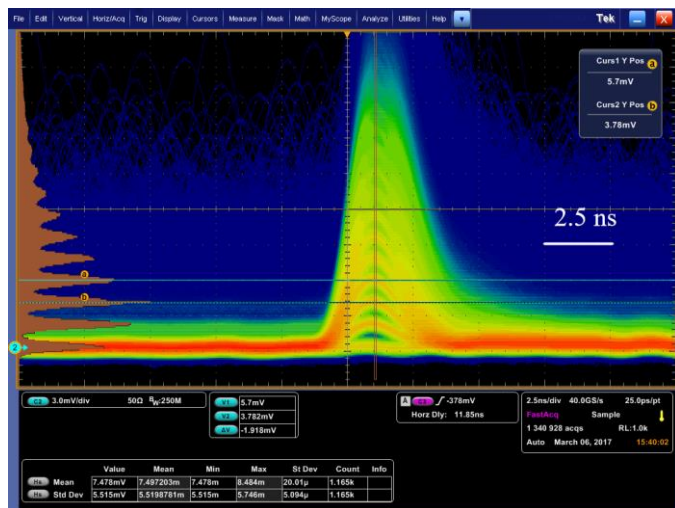 File Edit Vertical Horiz/Acq Trig Display Cursors Measure Mask Math MyScope Analyze Utilities Help Tek X
Curs1 Y Pos a
5.7mV
Curs2 Y Pos b
3.78mV
2.5 ns
a
b
2
C2 3.0mV/div 50Ω BW:250M
V1 5.7mV
V2 3.782mV
ΔV -1.918mV
A C3 -378mV
Horz Dly: 11.85ns
2.5ns/div 40.0GS/s 25.0ps/pt
FastAcq Sample
1 340 928 acqs RL:1.0k
Auto March 06, 2017 15:40:02
Value Mean Min Max St Dev Count Info
Hs Mean 7.478mV 7.497203m 7.478m 8.484m 20.01µ 1.165k
Hs Std Dev 5.515mV 5.5198781m 5.515m 5.746m 5.094µ 1.165k